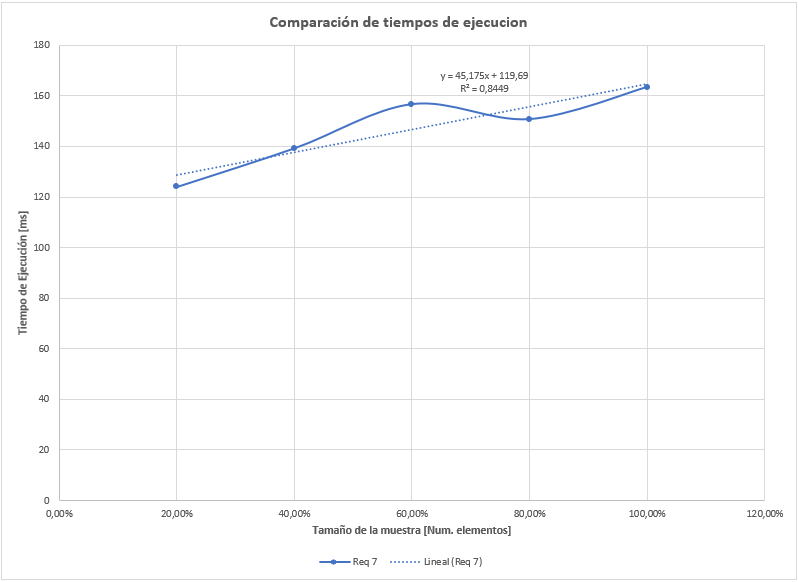 Comparación de tiempos de ejecucion
180
160
140
120
100
80
60
40
20
0
y = 45,175x + 119,69
R² = 0,8449
Tiempo de Ejecución [ms]
0,00% 20,00% 40,00% 60,00% 80,00% 100,00% 120,00%
Tamaño de la muestra [Num. elementos]
Req 7 Lineal (Req 7)